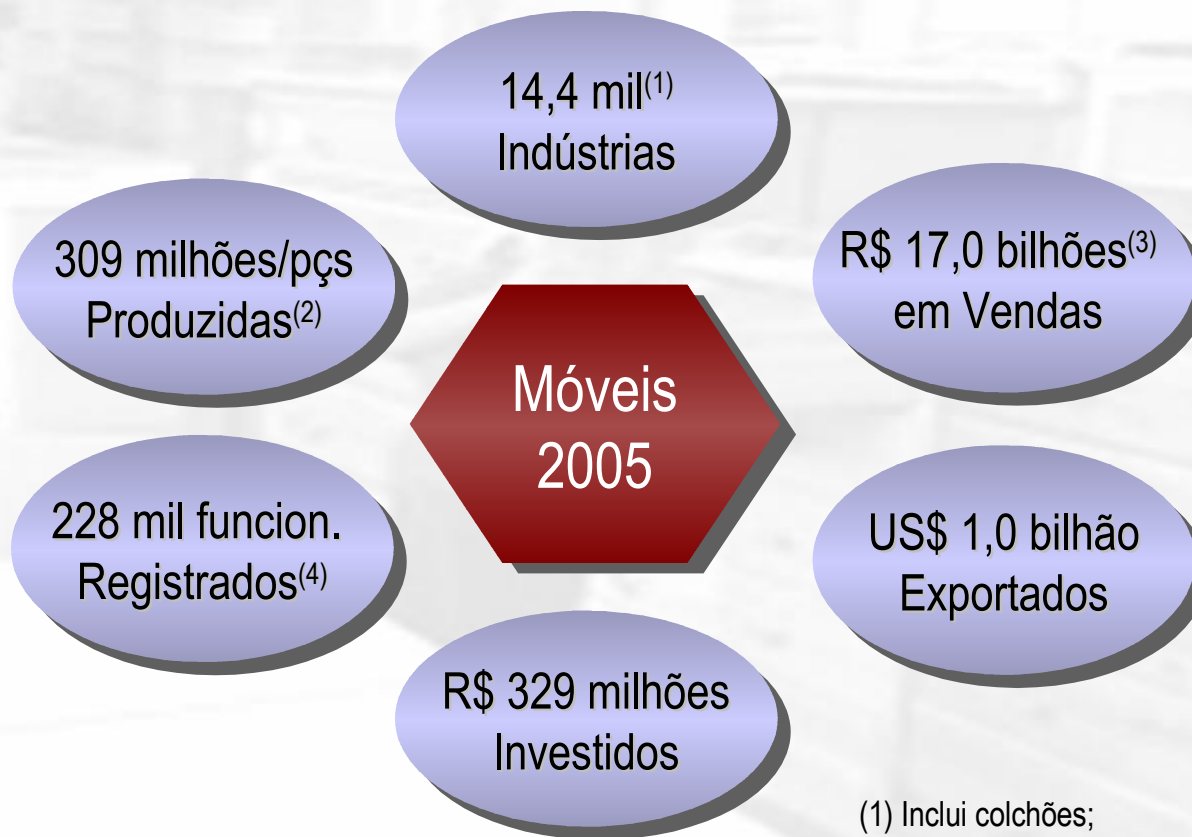 14,4 mil(1)
Indústrias
309 milhões/pçs
Produzidas(2)
R$ 17,0 bilhões(3)
em Vendas
Móveis
2005
228 mil funcion.
Registrados(4)
US$ 1,0 bilhão
Exportados
R$ 329 milhões
Investidos
(1) Inclui colchões;